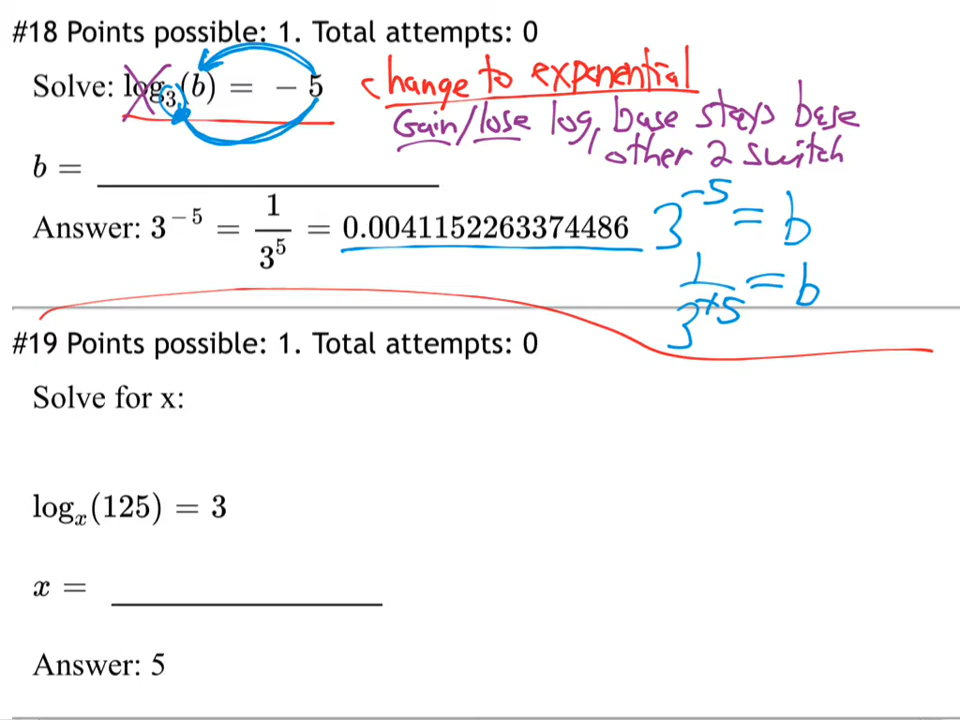 #18 Points possible: 1. Total attempts: 0
Solve: log₃(b) = − 5
change to exponential
Gain/lose log, base stays base
other 2 switch
b =
Answer: 3⁻⁵ = 1/3⁵ = 0.0041152263374486
3⁻⁵ = b
1/3⁺⁵ = b
#19 Points possible: 1. Total attempts: 0
Solve for x:
logₓ(125) = 3
x =
Answer: 5